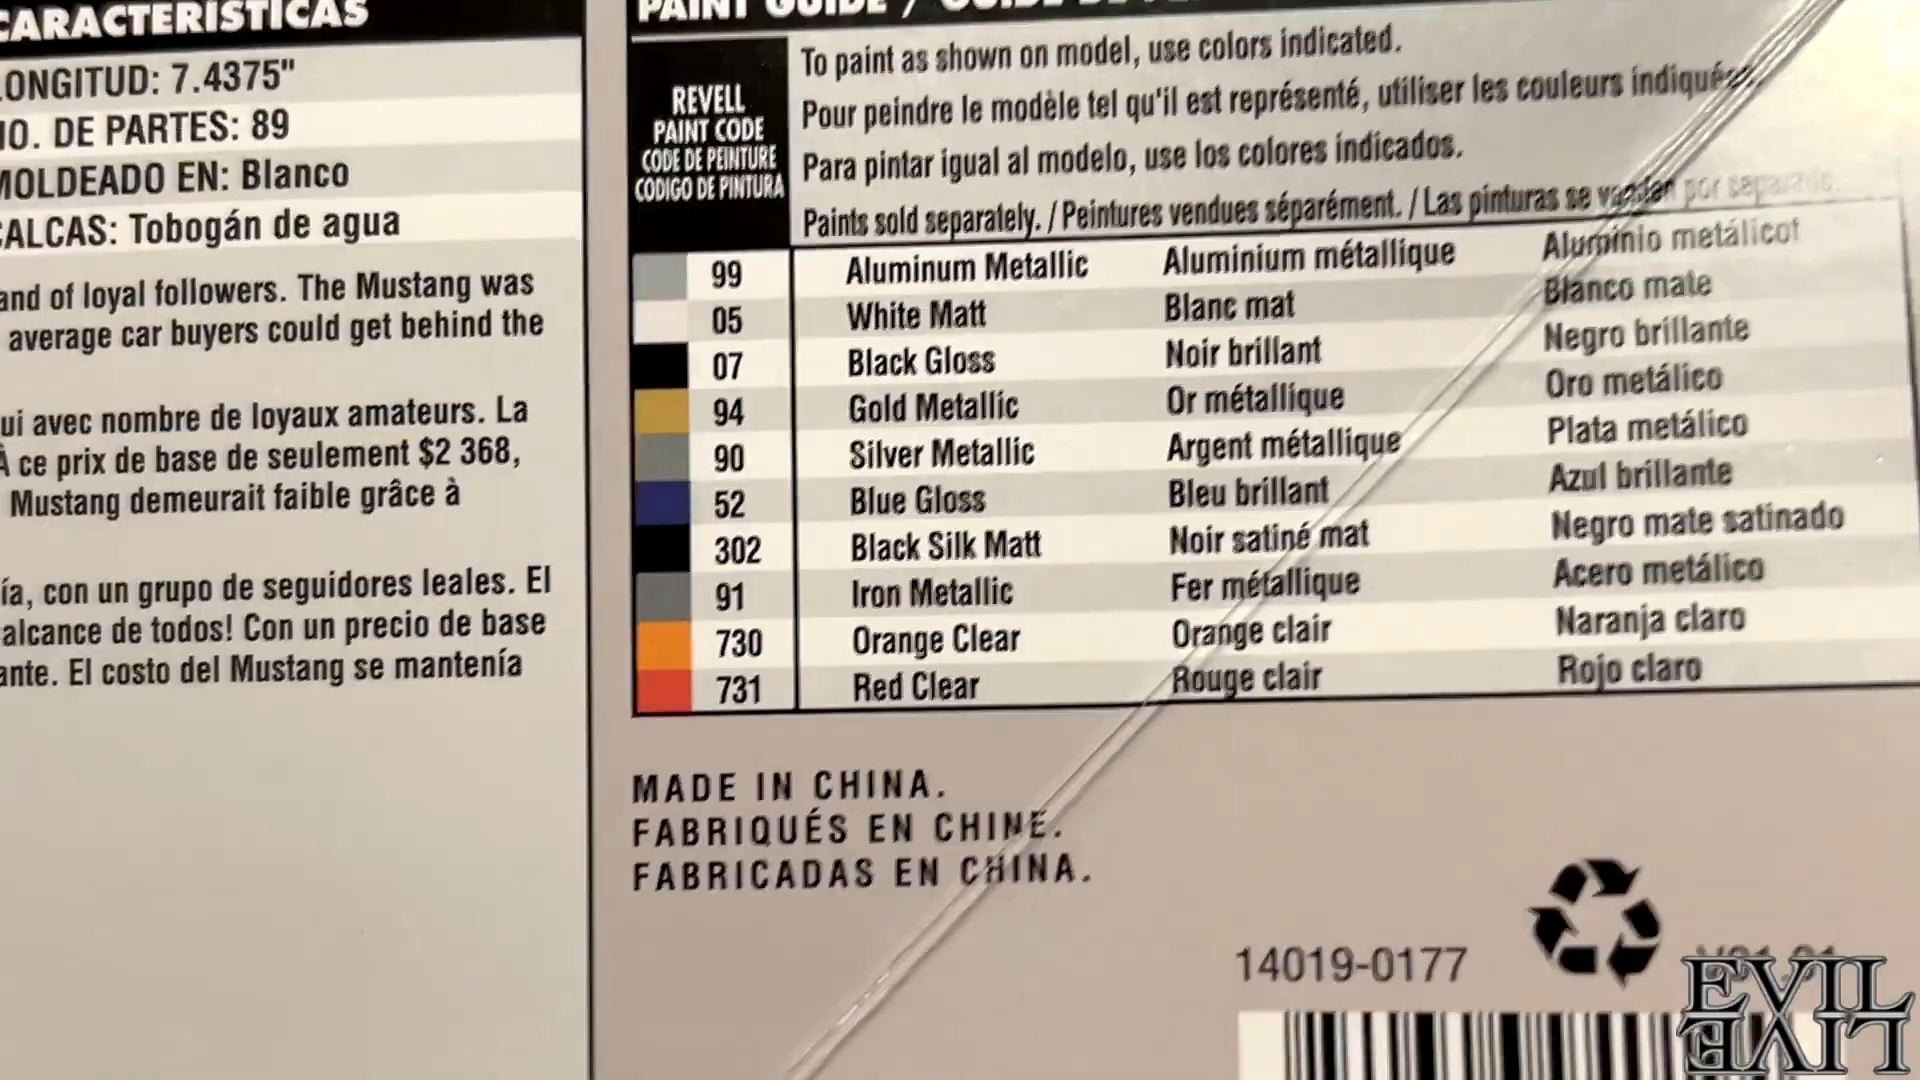 CARACTERÍSTICAS
LONGITUD: 7.4375"
NO. DE PARTES: 89
MOLDEADO EN: Blanco
CALCAS: Tobogán de agua
and of loyal followers. The Mustang was
average car buyers could get behind the
ui avec nombre de loyaux amateurs. La
À ce prix de base de seulement $2 368,
Mustang demeurait faible grâce à
ía, con un grupo de seguidores leales. El
alcance de todos! Con un precio de base
ante. El costo del Mustang se mantenía
PAINT GUIDE /
REVELL
PAINT CODE
CODE DE PEINTURE
CODIGO DE PINTURA
To paint as shown on model, use colors indicated.
Pour peindre le modèle tel qu'il est représenté, utiliser les couleurs indiquées.
Para pintar igual al modelo, use los colores indicados.
Paints sold separately. / Peintures vendues séparément. / Las pinturas se venden por separado.
99 Aluminum Metallic Aluminium métallique Aluminio metálicot
05 White Matt Blanc mat Blanco mate
07 Black Gloss Noir brillant Negro brillante
94 Gold Metallic Or métallique Oro metálico
90 Silver Metallic Argent métallique Plata metálico
52 Blue Gloss Bleu brillant Azul brillante
302 Black Silk Matt Noir satiné mat Negro mate satinado
91 Iron Metallic Fer métallique Acero metálico
730 Orange Clear Orange clair Naranja claro
731 Red Clear Rouge clair Rojo claro
MADE IN CHINA.
FABRIQUÉS EN CHINE.
FABRICADAS EN CHINA.
14019-0177
EVIL